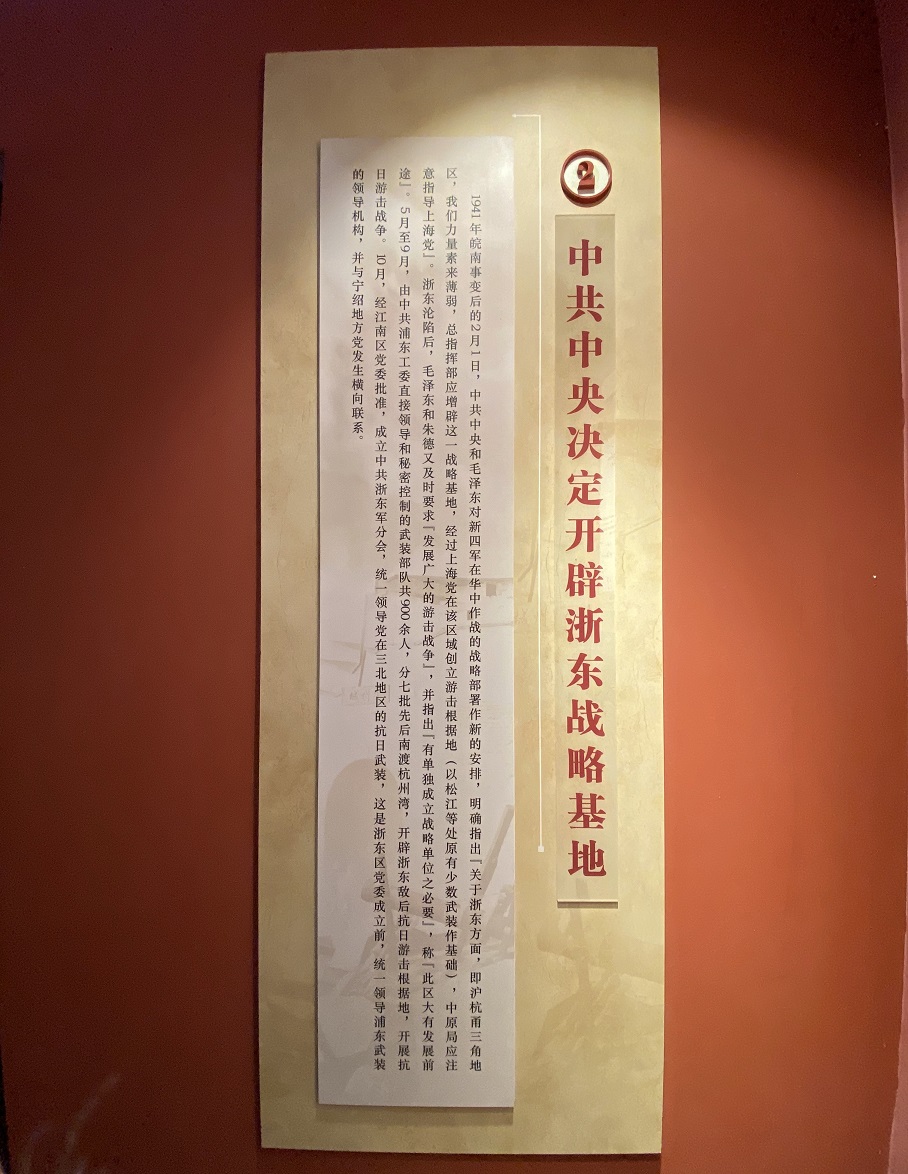 2
中共中央决定开辟浙东战略基地
1941年皖南事变后的2月1日，中共中央和毛泽东对新四军在华中作战的战略部署作新的安排，明确指出『关于浙东方面，即沪杭甬三角地
区，我们力量素来薄弱，总指挥部应增辟这一战略基地，经过上海党在该区域创立游击根据地（以松江等处原有少数武装作基础），中原局应注
意指导上海党』。浙东沦陷后，毛泽东和朱德又及时要求『发展广大的游击战争』，并指出『有单独成立战略单位之必要』，称『此区大有发展前
途』。5月至9月，由中共浦东工委直接领导和秘密控制的武装部队共900余人，分七批先后南渡杭州湾，开辟浙东敌后抗日游击根据地，开展抗
日游击战争。10月，经江南区党委批准，成立中共浙东军分会，统一领导党在三北地区的抗日武装，这是浙东区党委成立前，统一领导浦东武装
的领导机构，并与宁绍地方党发生横向联系。